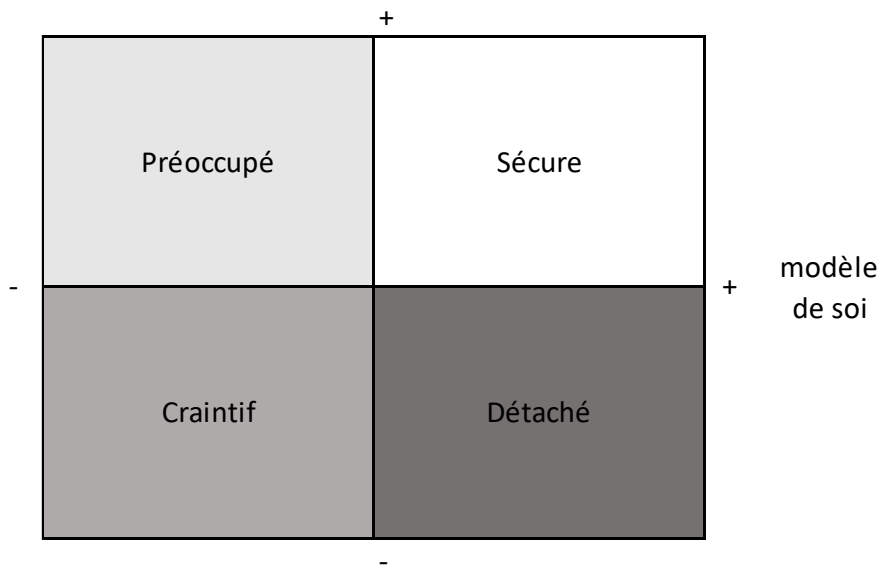 +
Préoccupé
Sécure
-
+
modèle
de soi
Craintif
Détaché
-